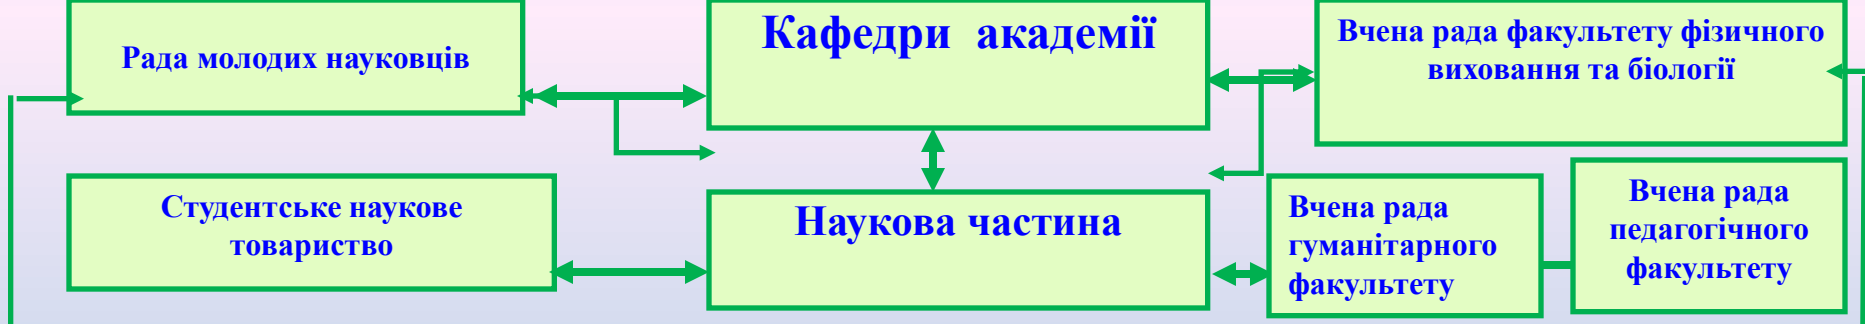 Рада молодих науковців
Кафедри академії
Вчена рада факультету фізичного
виховання та біології
Студентське наукове
товариство
Наукова частина
Вчена рада
гуманітарного
факультету
Вчена рада
педагогічного
факультету